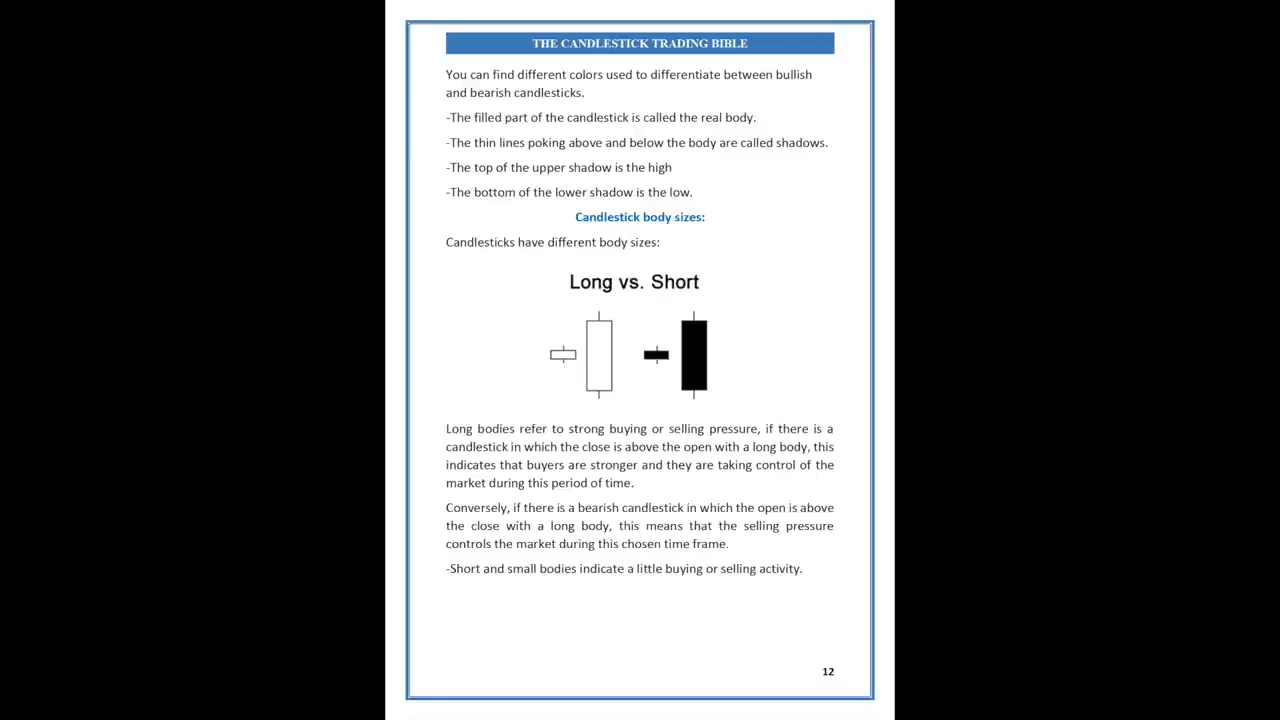 THE CANDLESTICK TRADING BIBLE
You can find different colors used to differentiate between bullish
and bearish candlesticks.
-The filled part of the candlestick is called the real body.
-The thin lines poking above and below the body are called shadows.
-The top of the upper shadow is the high
-The bottom of the lower shadow is the low.
Candlestick body sizes:
Candlesticks have different body sizes:
Long vs. Short
Long bodies refer to strong buying or selling pressure, if there is a
candlestick in which the close is above the open with a long body, this
indicates that buyers are stronger and they are taking control of the
market during this period of time.
Conversely, if there is a bearish candlestick in which the open is above
the close with a long body, this means that the selling pressure
controls the market during this chosen time frame.
-Short and small bodies indicate a little buying or selling activity.
12